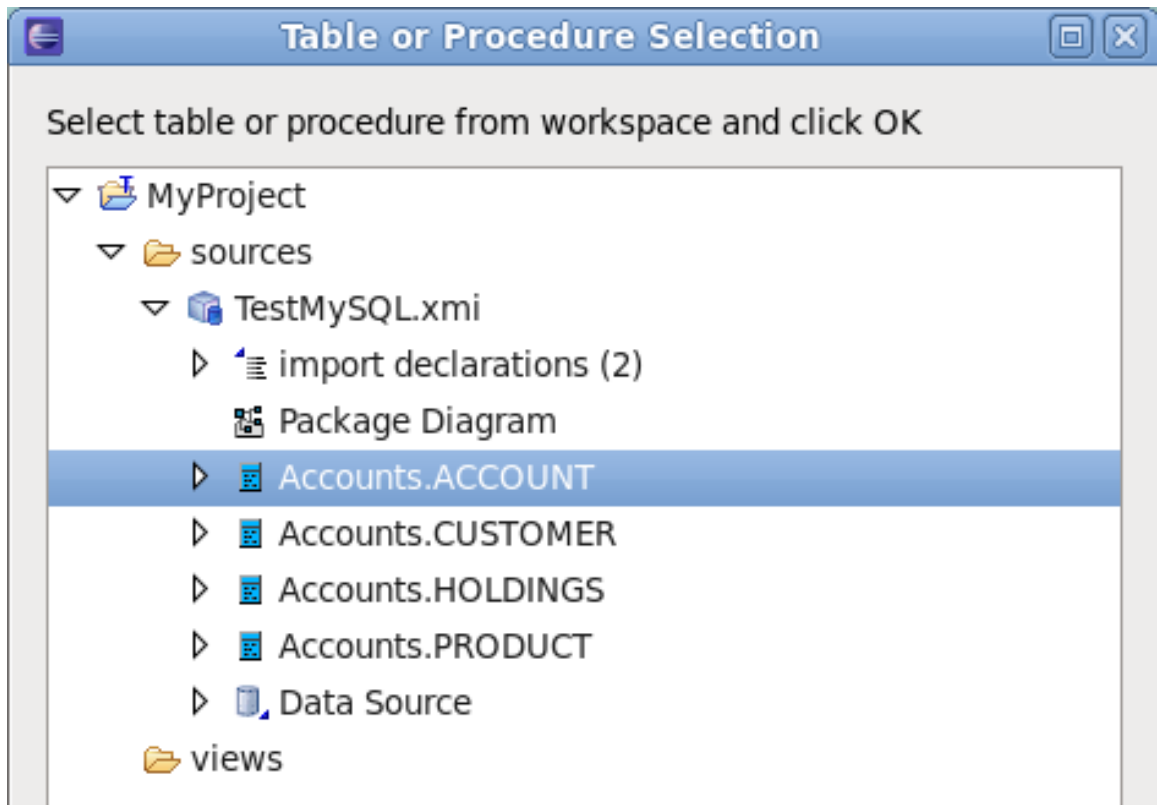 Table or Procedure Selection
Select table or procedure from workspace and click OK
MyProject
sources
TestMySQL.xmi
import declarations (2)
Package Diagram
Accounts.ACCOUNT
Accounts.CUSTOMER
Accounts.HOLDINGS
Accounts.PRODUCT
Data Source
views